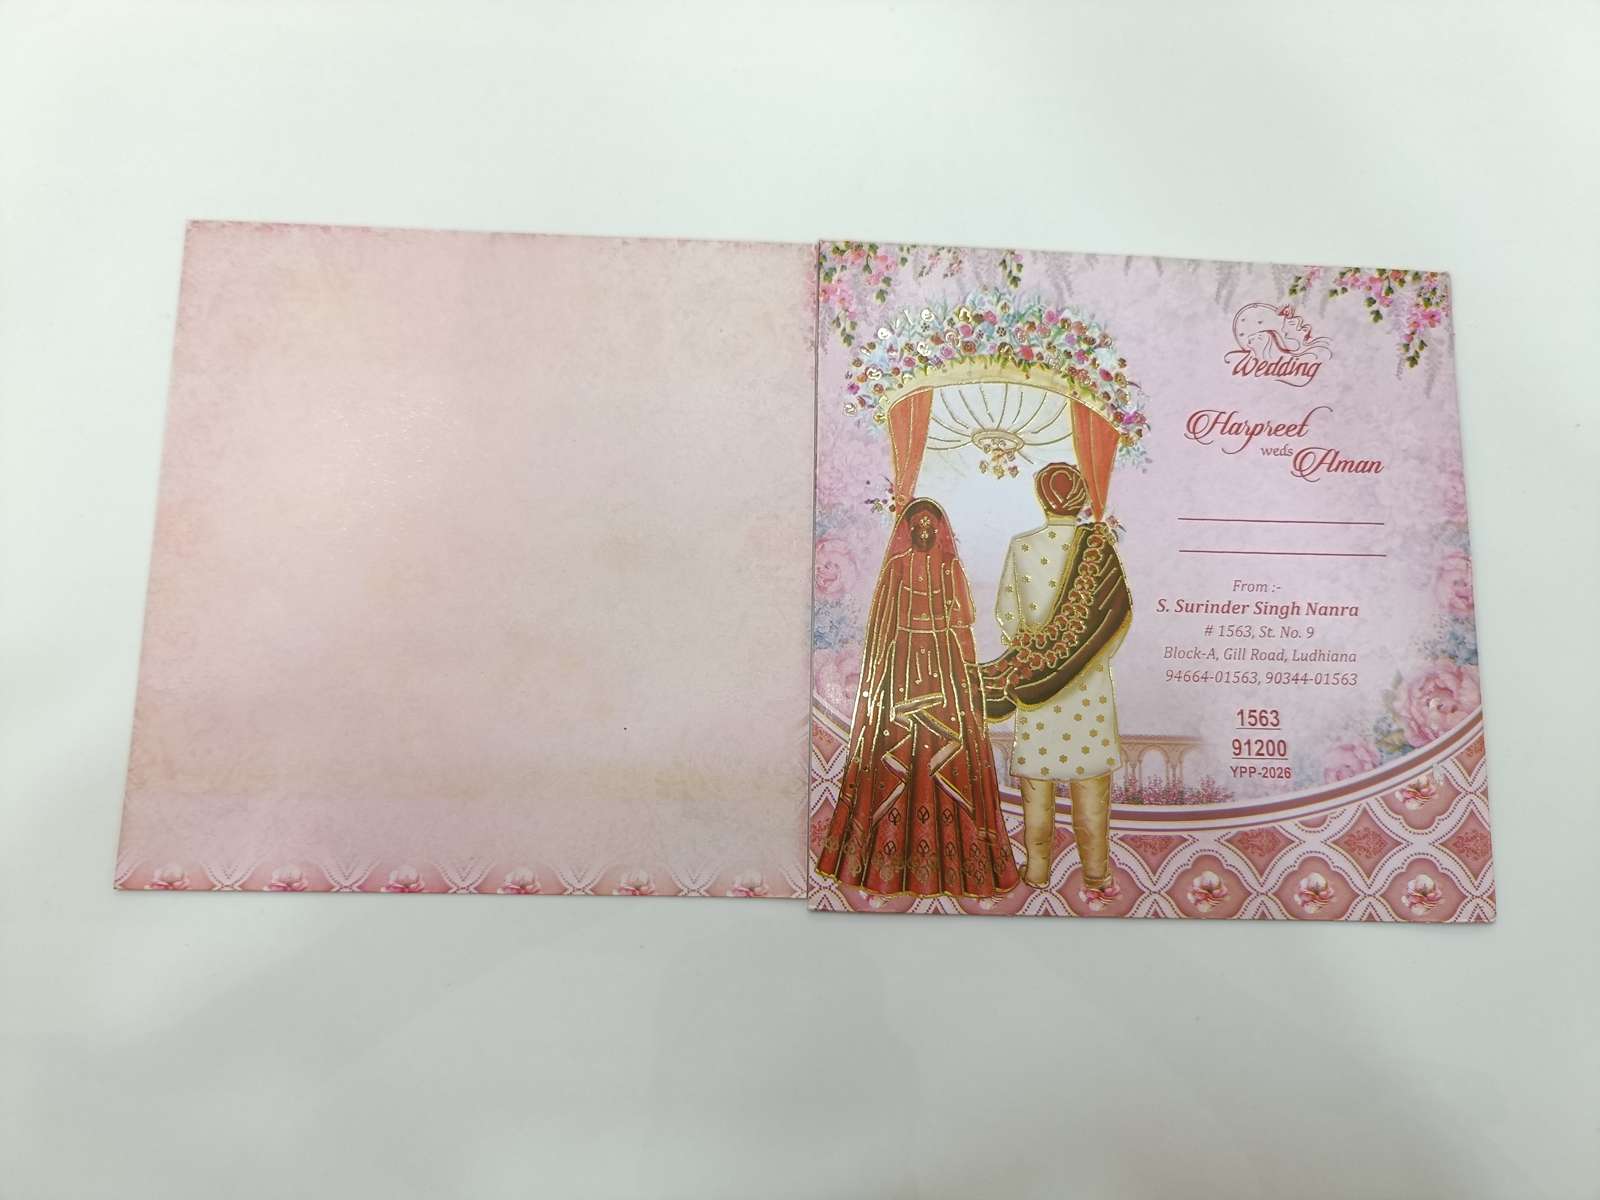 Wedding
Harpreet
weds
Aman
From :-
S. Surinder Singh Nanra
# 1563, St. No. 9
Block-A, Gill Road, Ludhiana
94664-01563, 90344-01563
1563
91200
YPP-2026